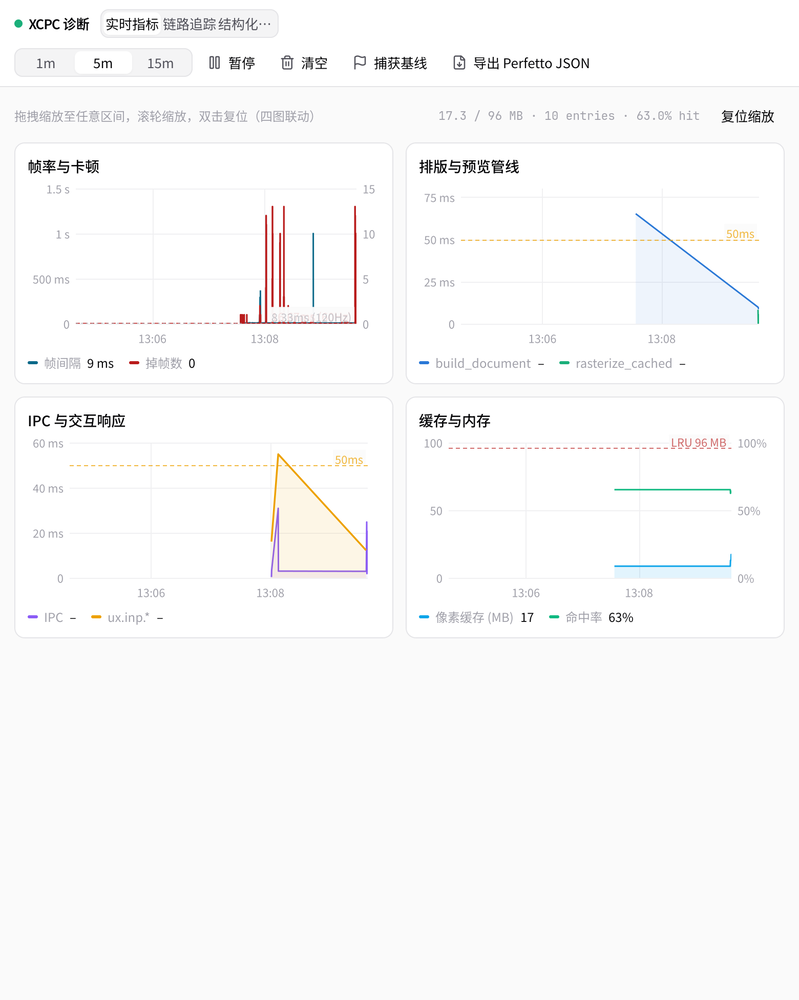 XCPC 诊断
实时指标 链路追踪 结构化…
1m 5m 15m 暂停 清空 捕获基线 导出 Perfetto JSON
拖拽缩放至任意区间，滚轮缩放，双击复位（四图联动） 17.3 / 96 MB · 10 entries · 63.0% hit 复位缩放
帧率与卡顿
1.5 s 15
1 s 10
500 ms 5
8.33ms (120Hz)
0 0
13:06 13:08
帧间隔 9 ms 掉帧数 0
排版与预览管线
75 ms
50ms
50 ms
25 ms
0
13:06 13:08
build_document – rasterize_cached –
IPC 与交互响应
60 ms
50ms
40 ms
20 ms
0
13:06 13:08
IPC – ux.inp.* –
缓存与内存
100 LRU 96 MB 100%
50 50%
0 0%
13:06 13:08
像素缓存 (MB) 17 命中率 63%